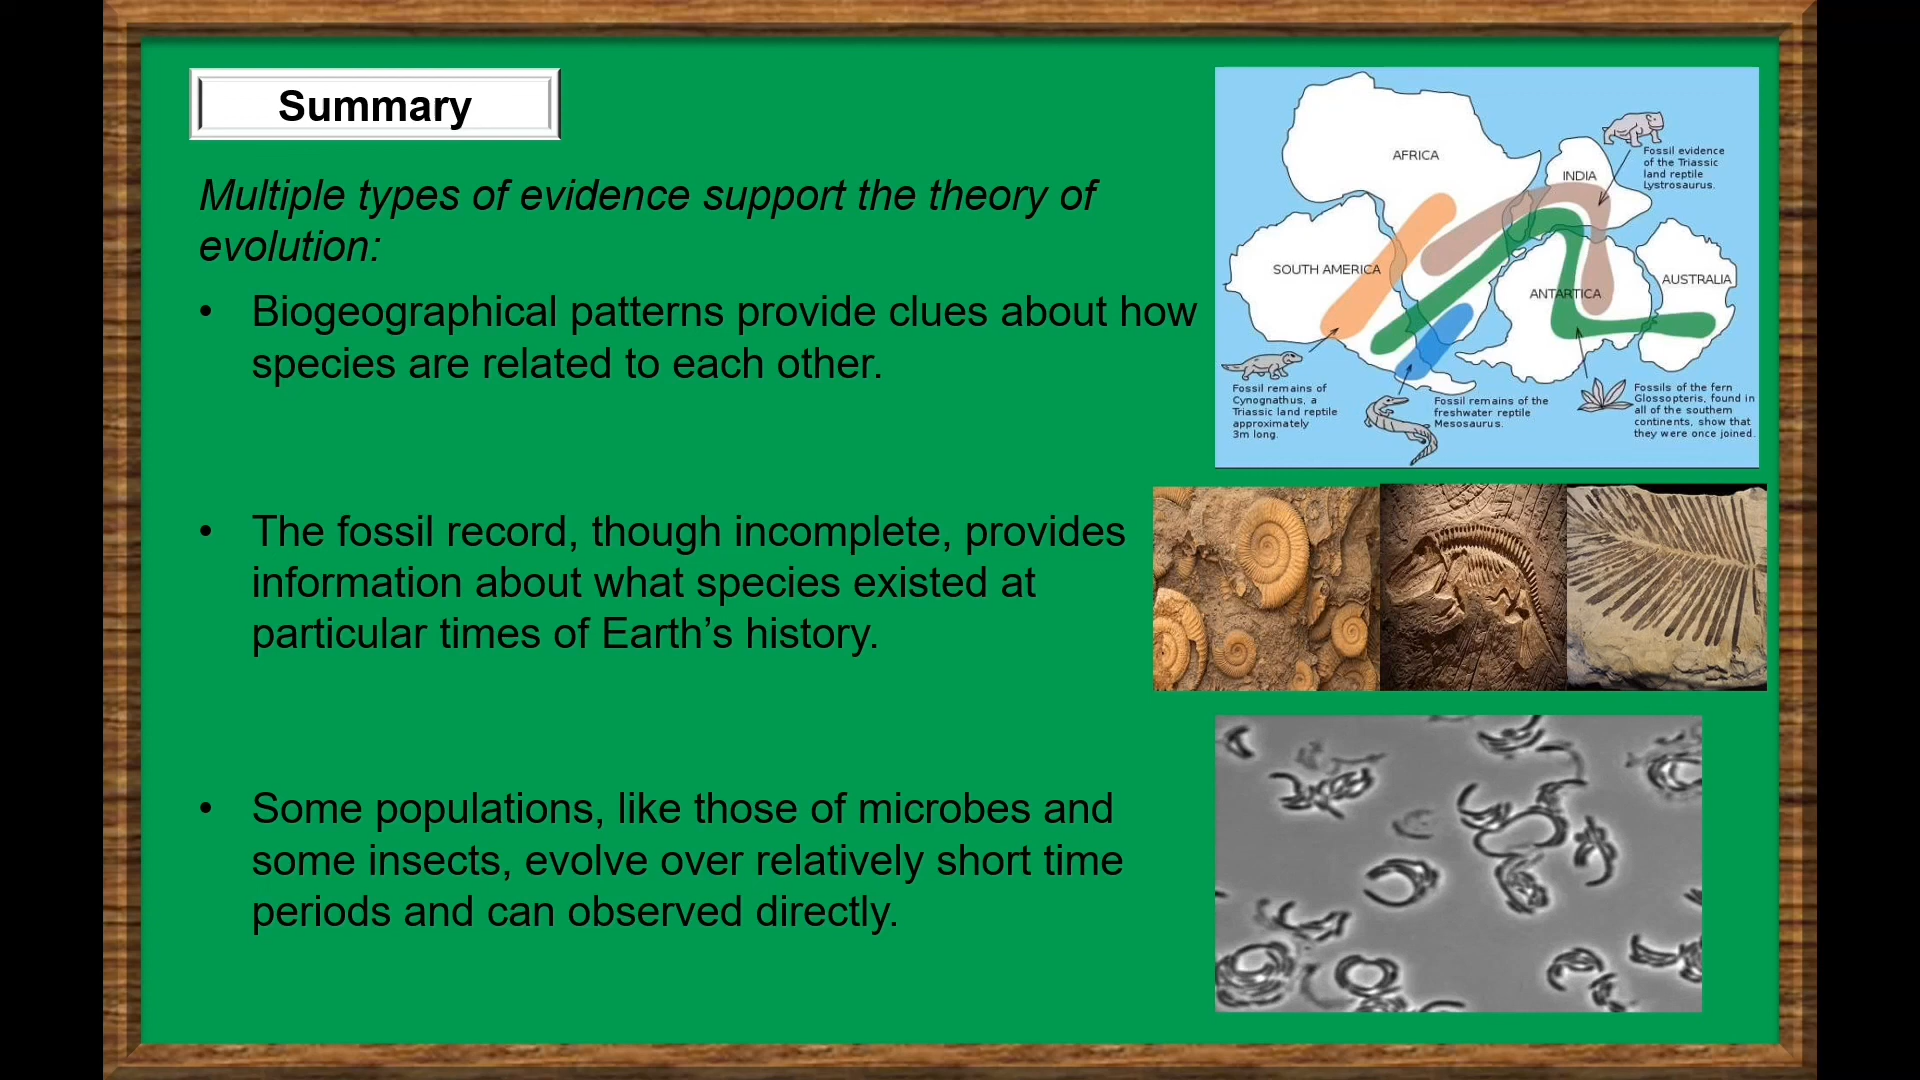 Summary
Multiple types of evidence support the theory of
evolution:
• Biogeographical patterns provide clues about how
species are related to each other.
• The fossil record, though incomplete, provides
information about what species existed at
particular times of Earth’s history.
• Some populations, like those of microbes and
some insects, evolve over relatively short time
periods and can observed directly.
AFRICA
INDIA
SOUTH AMERICA
ANTARTICA
AUSTRALIA
Fossil evidence
of the Triassic
land reptile
Lystrosaurus.
Fossil remains of
Cynognathus, a
Triassic land reptile
approximately
3m long.
Fossil remains of the
freshwater reptile
Mesosaurus.
Fossils of the fern
Glossopteris, found in
all of the southern
continents, show that
they were once joined.